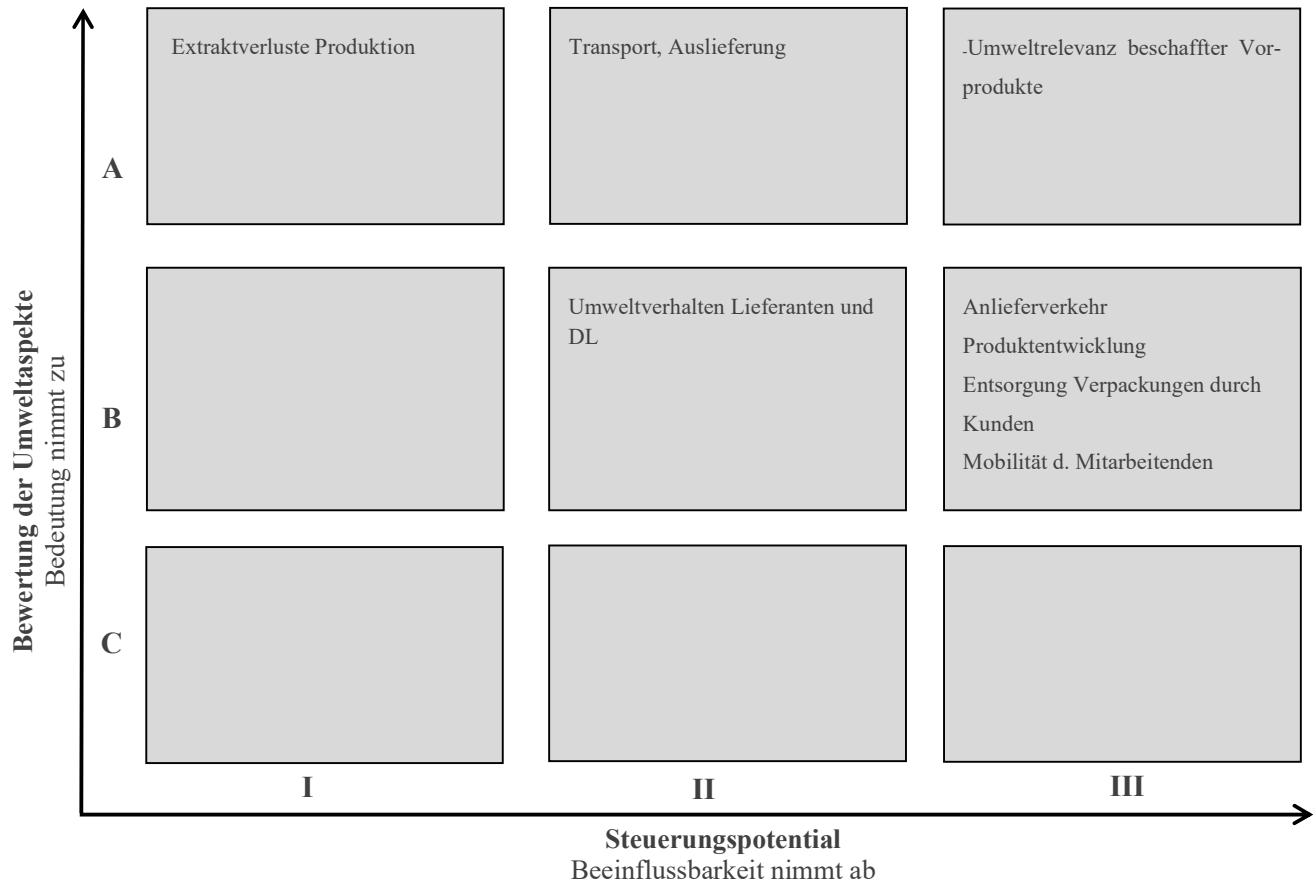 Extraktverluste Produktion
Transport, Auslieferung
-Umweltrelevanz beschaffter Vor-
produkte
A
Umweltverhalten Lieferanten und
DL
Anlieferverkehr
Produktentwicklung
Entsorgung Verpackungen durch
Kunden
Mobilität d. Mitarbeitenden
B
Bewertung der Umweltaspekte
Bedeutung nimmt zu
C
I
II
III
Steuerungspotential
Beeinflussbarkeit nimmt ab